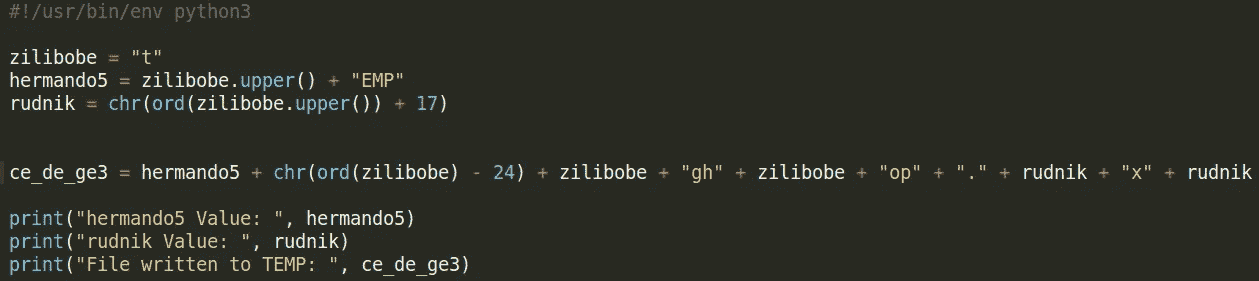 #!/usr/bin/env python3
zilibobe = "t"
hermando5 = zilibobe.upper() + "EMP"
rudnik = chr(ord(zilibobe.upper()) + 17)
ce_de_ge3 = hermando5 + chr(ord(zilibobe) - 24) + zilibobe + "gh" + zilibobe + "op" + "." + rudnik + "x" + rudnik
print("hermando5 Value: ", hermando5)
print("rudnik Value: ", rudnik)
print("File written to TEMP: ", ce_de_ge3)